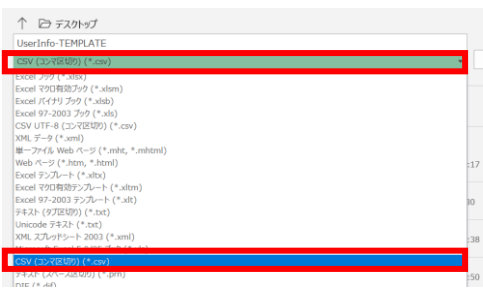 ↑ デスクトップ
UserInfo-TEMPLATE
CSV (コンマ区切り) (*.csv)
Excel ブック (*.xlsx)
Excel マクロ有効ブック (*.xlsm)
Excel バイナリ ブック (*.xlsb)
Excel 97-2003 ブック (*.xls)
CSV UTF-8 (コンマ区切り) (*.csv)
XML データ (*.xml)
単一ファイル Web ページ (*.mht, *.mhtml)
Web ページ (*.htm, *.html)
:17
Excel テンプレート (*.xltx)
Excel マクロ有効テンプレート (*.xltm)
Excel 97-2003 テンプレート (*.xlt)
テキスト (タブ区切り) (*.txt)
Unicode テキスト (*.txt)
XML スプレッドシート 2003 (*.xml)
:38
CSV (コンマ区切り) (*.csv)
テキスト (スペース区切り) (*.prn)
:50
DIF (*.dif)